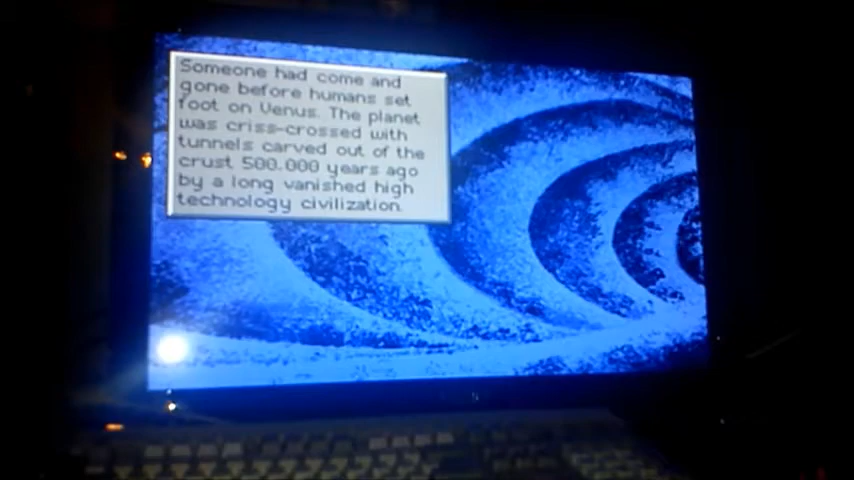 Someone had come and
gone before humans set
foot on Venus. The planet
was criss-crossed with
tunnels carved out of the
crust 500.000 years ago
by a long vanished high
technology civilization.